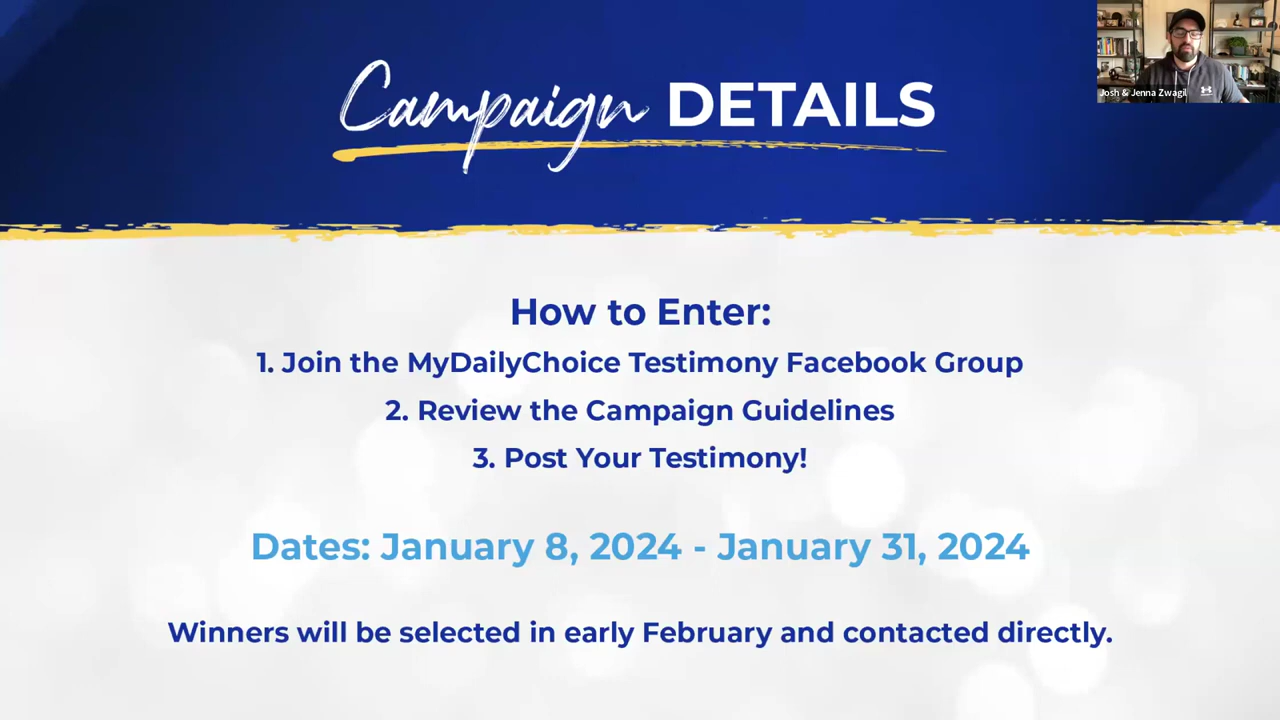 Campaign DETAILS
Josh & Jenna Zwagil
How to Enter:
1. Join the MyDailyChoice Testimony Facebook Group
2. Review the Campaign Guidelines
3. Post Your Testimony!
Dates: January 8, 2024 - January 31, 2024
Winners will be selected in early February and contacted directly.